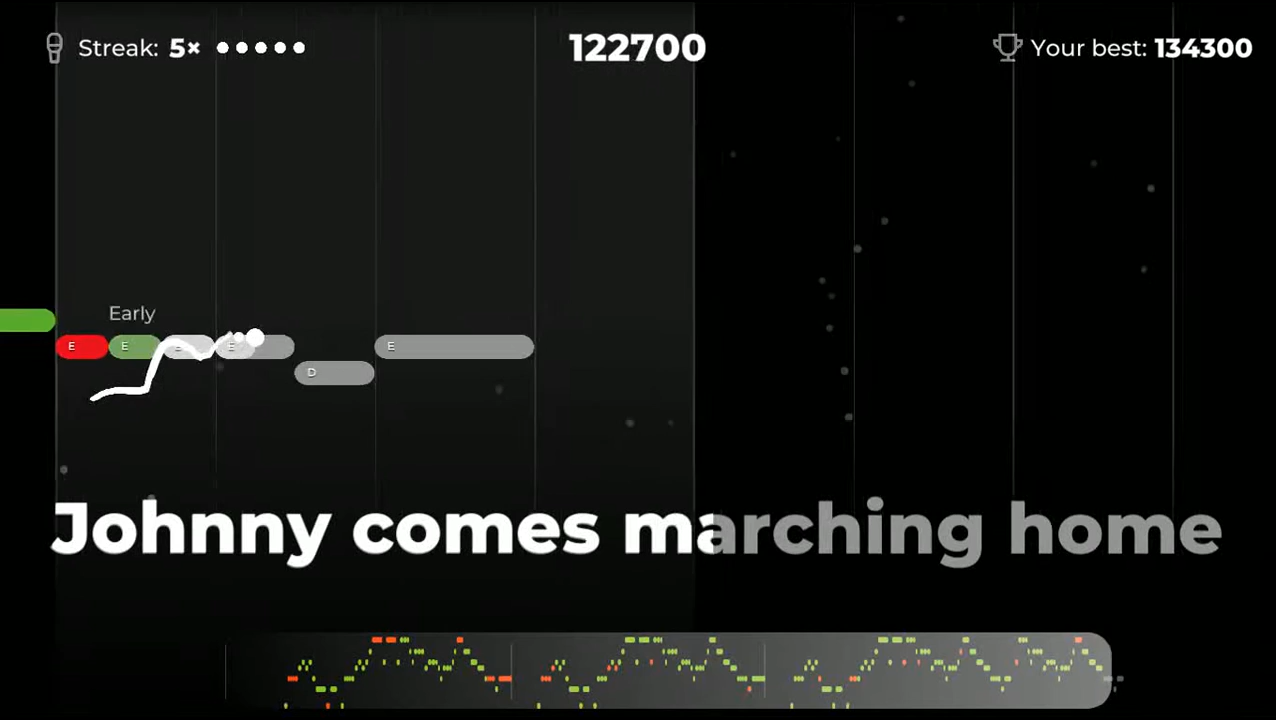 Streak: 5×
122700
Your best: 134300
Early
E E E E E
D
Johnny comes marching home